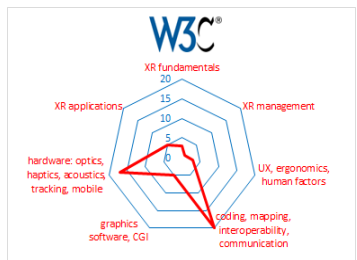 W3C®
XR fundamentals
20
15
10
5
0
XR applications
XR management
hardware: optics,
haptics, acoustics,
tracking, mobile
UX, ergonomics,
human factors
graphics
software, CGI
coding, mapping,
interoperability,
communication